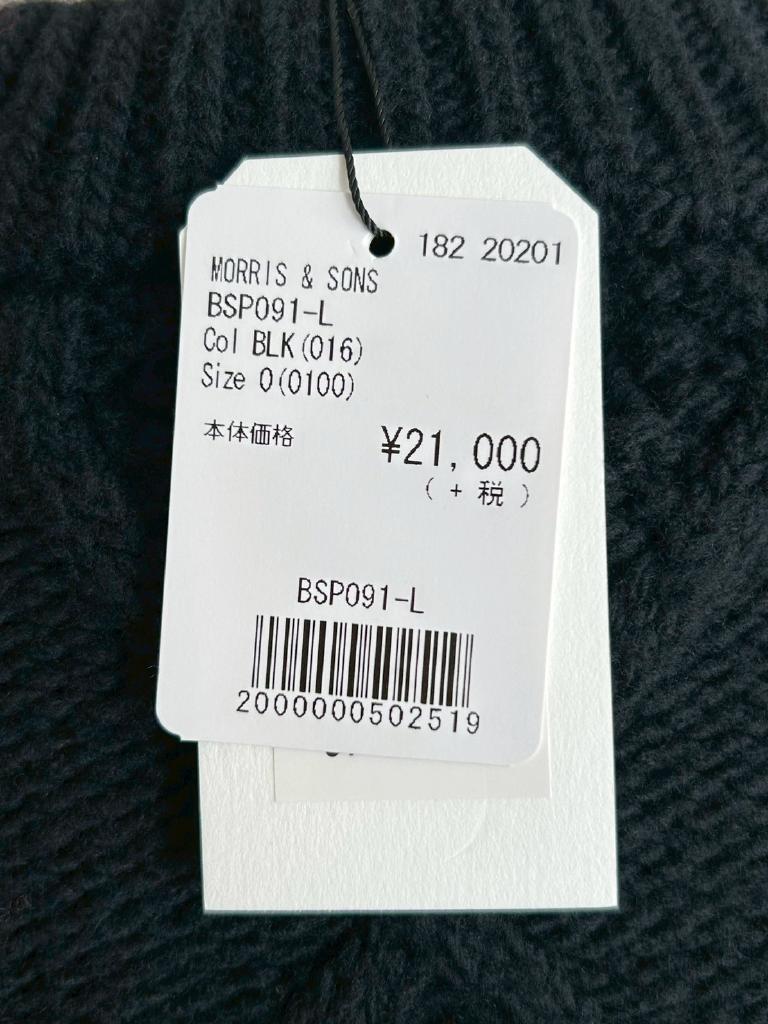 182 20201
MORRIS & SONS
BSP091-L
Col BLK(016)
Size 0(0100)
本体価格 ¥21,000
( + 税 )
BSP091-L
2000000502519